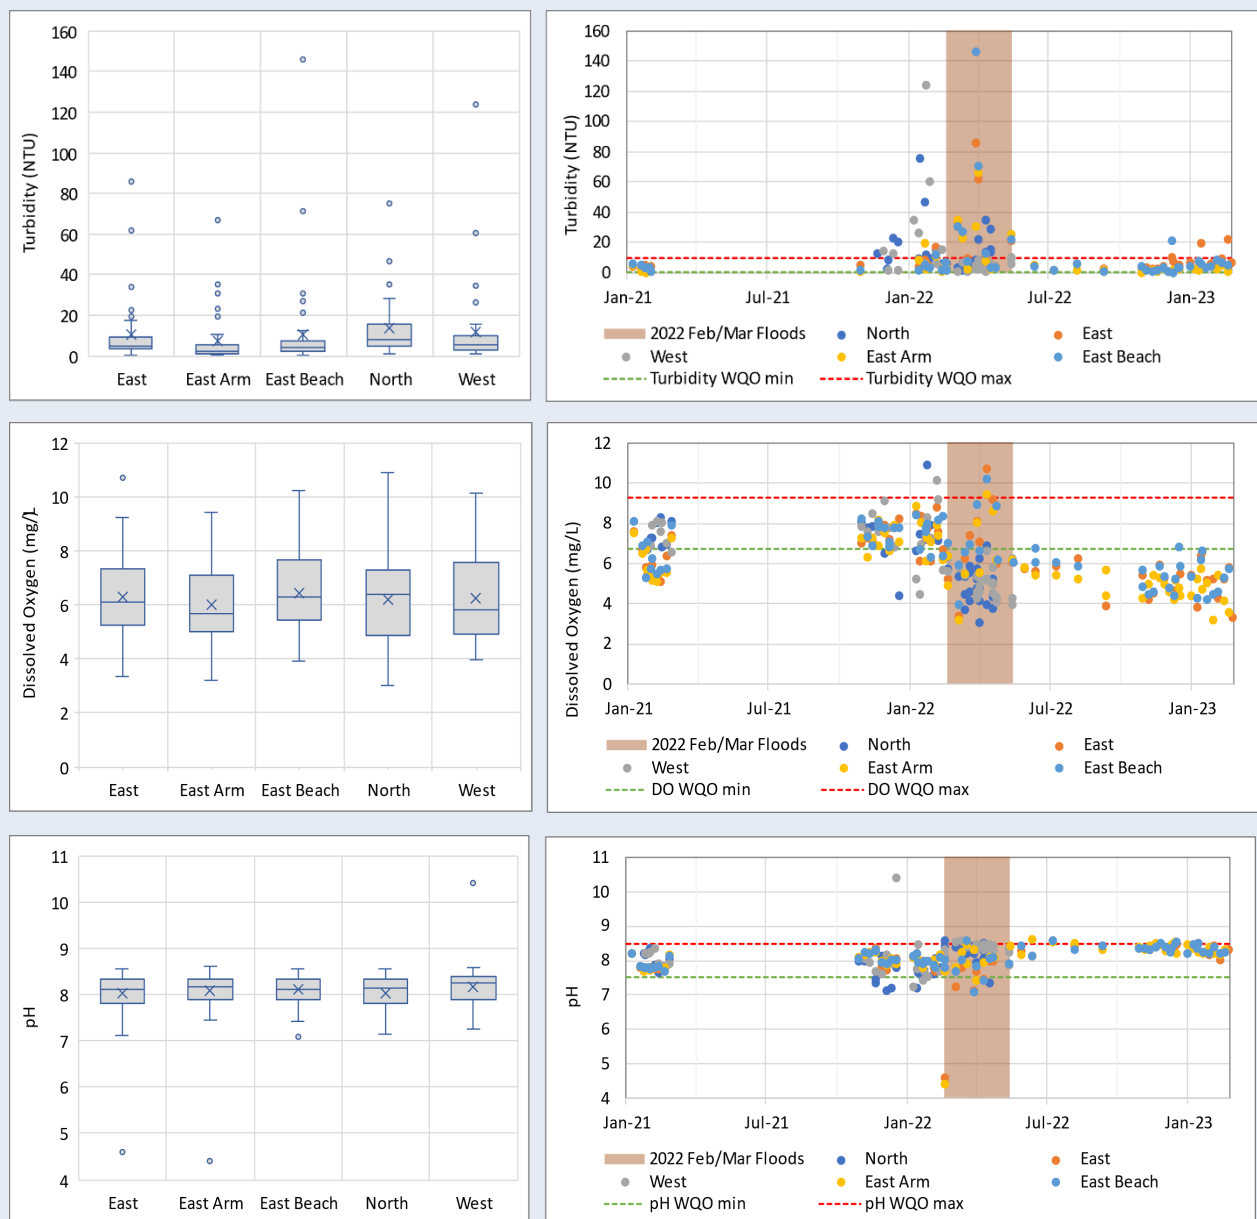 160
140
120
100
80
60
40
20
0
Turbidity (NTU)
East East Arm East Beach North West
160
140
120
100
80
60
40
20
0
Turbidity (NTU)
Jan-21 Jul-21 Jan-22 Jul-22 Jan-23
2022 Feb/Mar Floods North East
West East Arm East Beach
Turbidity WQO min Turbidity WQO max
12
10
8
6
4
2
0
Dissolved Oxygen (mg/L)
East East Arm East Beach North West
12
10
8
6
4
2
0
Dissolved Oxygen (mg/L)
Jan-21 Jul-21 Jan-22 Jul-22 Jan-23
2022 Feb/Mar Floods North East
West East Arm East Beach
DO WQO min DO WQO max
11
10
9
8
7
6
5
4
pH
East East Arm East Beach North West
11
10
9
8
7
6
5
4
pH
Jan-21 Jul-21 Jan-22 Jul-22 Jan-23
2022 Feb/Mar Floods North East
West East Arm East Beach
pH WQO min pH WQO max